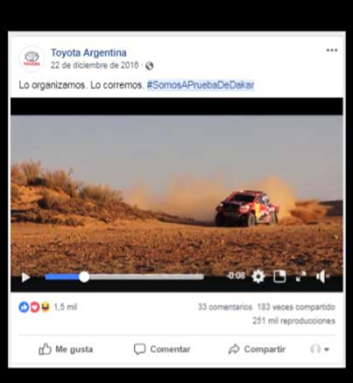 Toyota Argentina
22 de diciembre de 2016 ·
Lo organizamos. Lo corremos. #SomosAPruebaDeDakar
-0:06
1,5 mil
33 comentarios 183 veces compartido
251 mil reproducciones
Me gusta
Comentar
Compartir